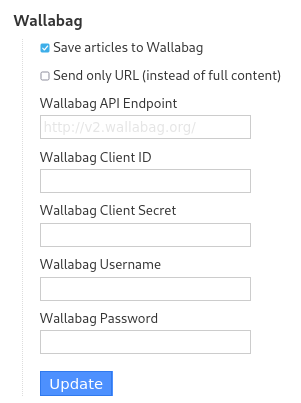 Wallabag
Save articles to Wallabag
Send only URL (instead of full content)
Wallabag API Endpoint
http://v2.wallabag.org/
Wallabag Client ID
Wallabag Client Secret
Wallabag Username
Wallabag Password
Update